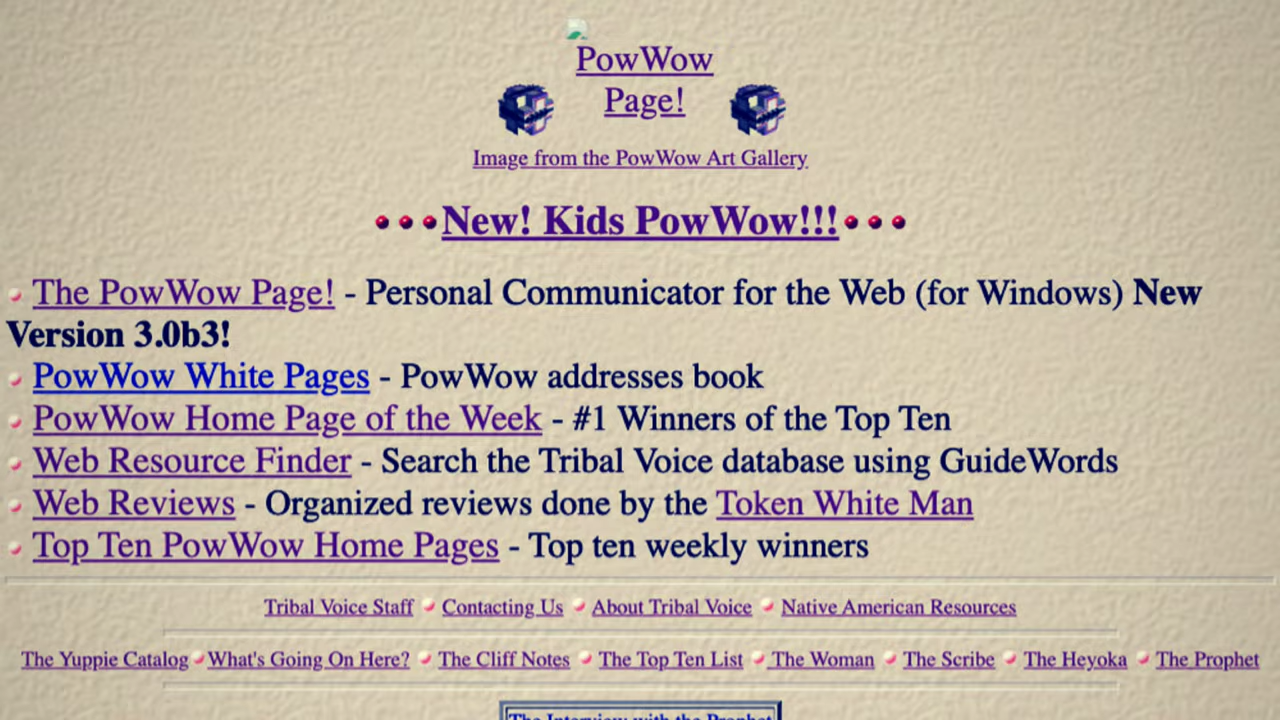 PowWow
Page!
Image from the PowWow Art Gallery
New! Kids PowWow!!!
The PowWow Page! - Personal Communicator for the Web (for Windows) New
Version 3.0b3!
PowWow White Pages - PowWow addresses book
PowWow Home Page of the Week - #1 Winners of the Top Ten
Web Resource Finder - Search the Tribal Voice database using GuideWords
Web Reviews - Organized reviews done by the Token White Man
Top Ten PowWow Home Pages - Top ten weekly winners
Tribal Voice Staff Contacting Us About Tribal Voice Native American Resources
The Yuppie Catalog What's Going On Here? The Cliff Notes The Top Ten List The Woman The Scribe The Heyoka The Prophet
The Interview with the Prophet